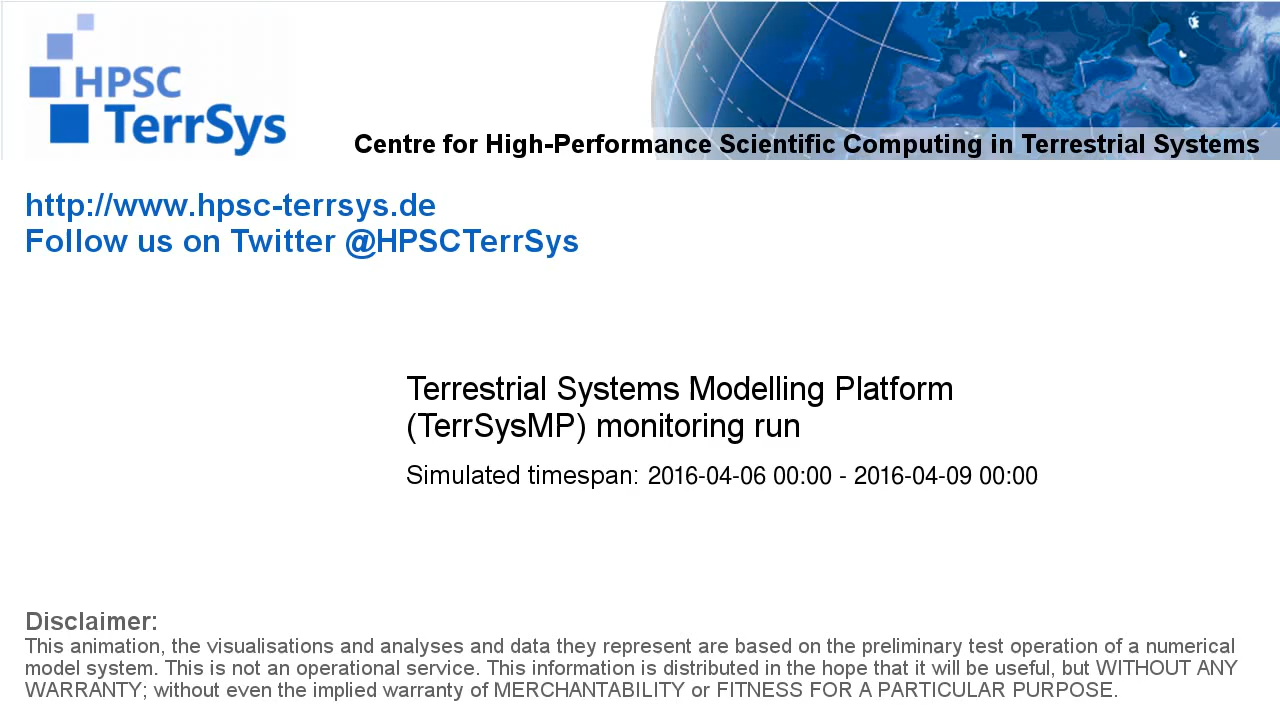 HPSC
TerrSys
Centre for High-Performance Scientific Computing in Terrestrial Systems
http://www.hpsc-terrsys.de
Follow us on Twitter @HPSCTerrSys
Terrestrial Systems Modelling Platform
(TerrSysMP) monitoring run
Simulated timespan: 2016-04-06 00:00 - 2016-04-09 00:00
Disclaimer:
This animation, the visualisations and analyses and data they represent are based on the preliminary test operation of a numerical
model system. This is not an operational service. This information is distributed in the hope that it will be useful, but WITHOUT ANY
WARRANTY; without even the implied warranty of MERCHANTABILITY or FITNESS FOR A PARTICULAR PURPOSE.